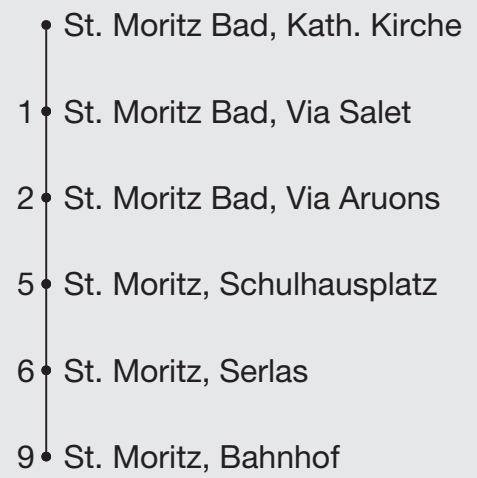 St. Moritz Bad, Kath. Kirche
1 St. Moritz Bad, Via Salet
2 St. Moritz Bad, Via Aruons
5 St. Moritz, Schulhausplatz
6 St. Moritz, Serlas
9 St. Moritz, Bahnhof